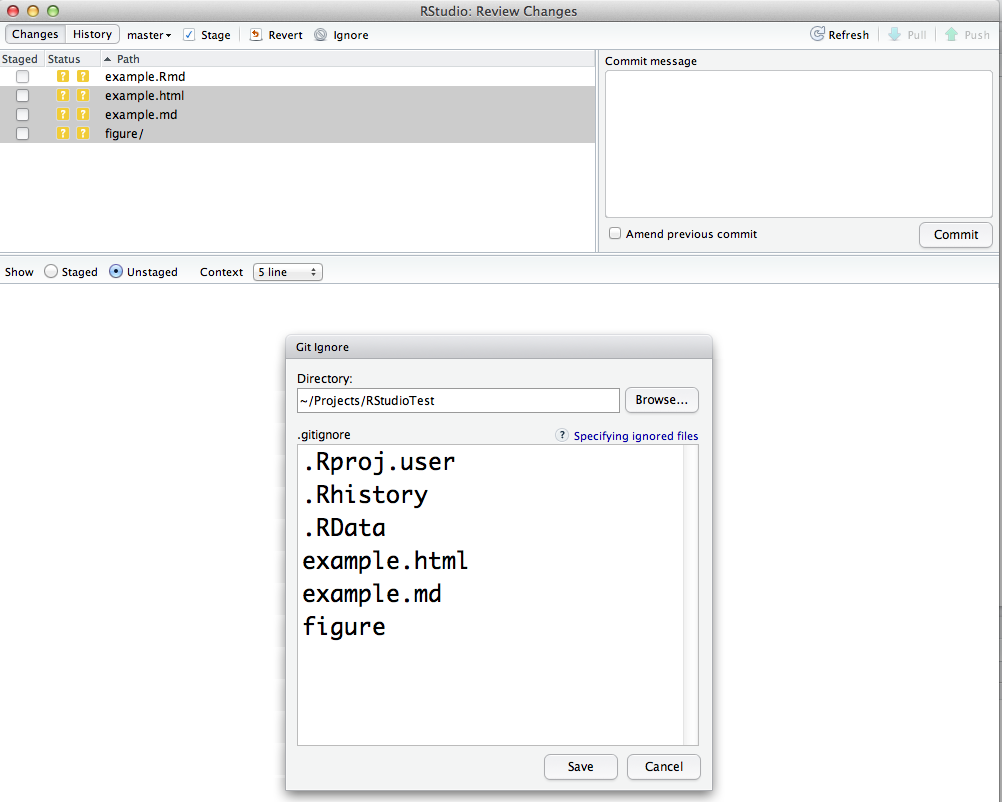 RStudio: Review Changes
Changes History master Stage Revert Ignore Refresh Pull Push
Staged Status Path
? ? example.Rmd
? ? example.html
? ? example.md
? ? figure/
Commit message
Amend previous commit Commit
Show Staged Unstaged Context 5 line
Git Ignore
Directory:
~/Projects/RStudioTest Browse...
.gitignore ? Specifying ignored files
.Rproj.user
.Rhistory
.RData
example.html
example.md
figure
Save Cancel